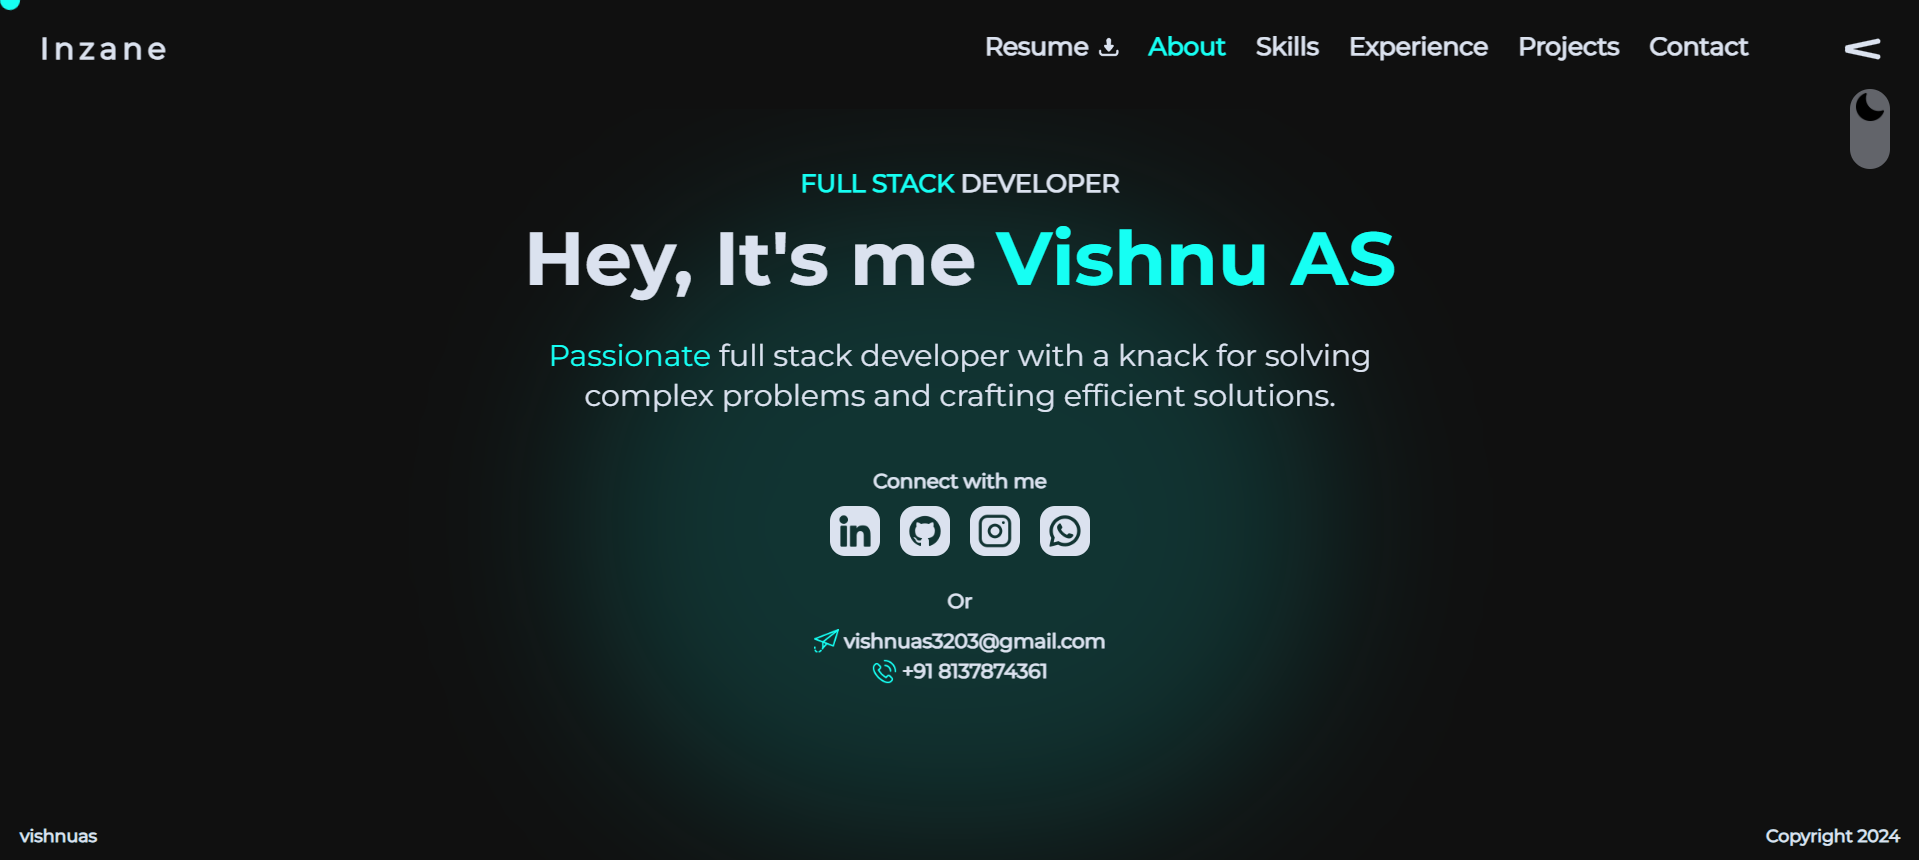 Inzane
Resume About Skills Experience Projects Contact
FULL STACK DEVELOPER
Hey, It's me Vishnu AS
Passionate full stack developer with a knack for solving
complex problems and crafting efficient solutions.
Connect with me
in
Or
vishnuas3203@gmail.com
+91 8137874361
vishnuas
Copyright 2024